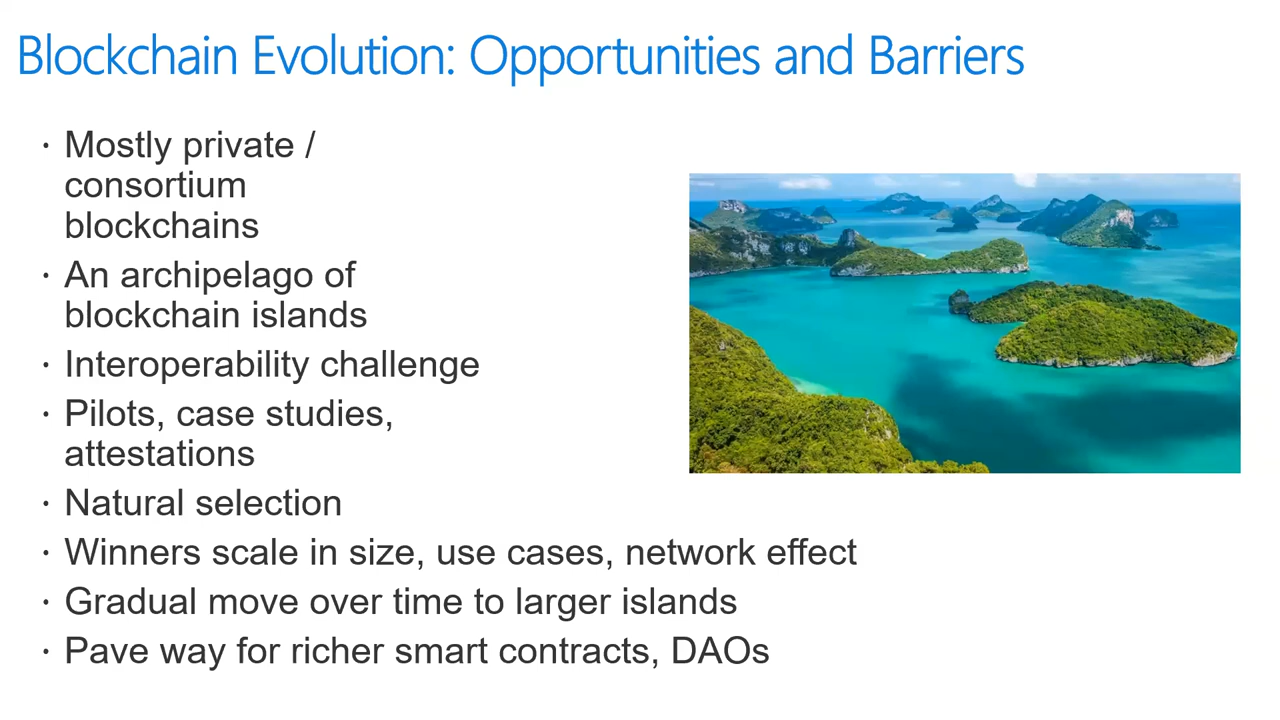 Blockchain Evolution: Opportunities and Barriers
· Mostly private /
consortium
blockchains
· An archipelago of
blockchain islands
· Interoperability challenge
· Pilots, case studies,
attestations
· Natural selection
· Winners scale in size, use cases, network effect
· Gradual move over time to larger islands
· Pave way for richer smart contracts, DAOs